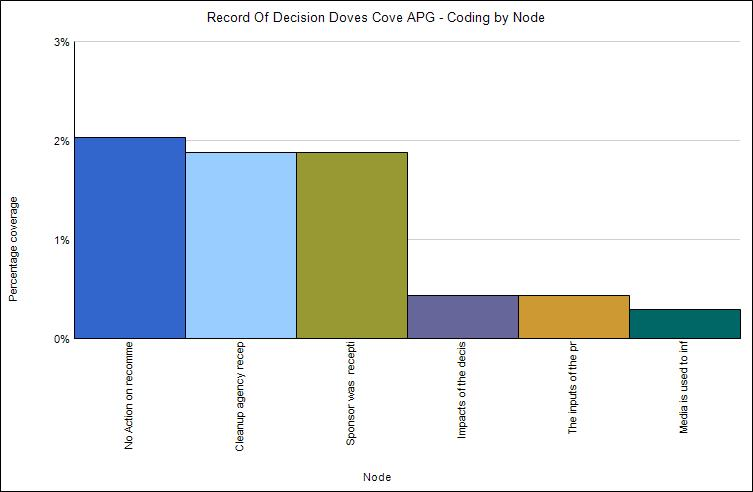 Record Of Decision Doves Cove APG - Coding by Node
Percentage coverage
3%
2%
1%
0%
No Action on recomme
Cleanup agency recep
Sponsor was  recepti
Impacts of the decis
The inputs of the pr
Media is used to inf
Node